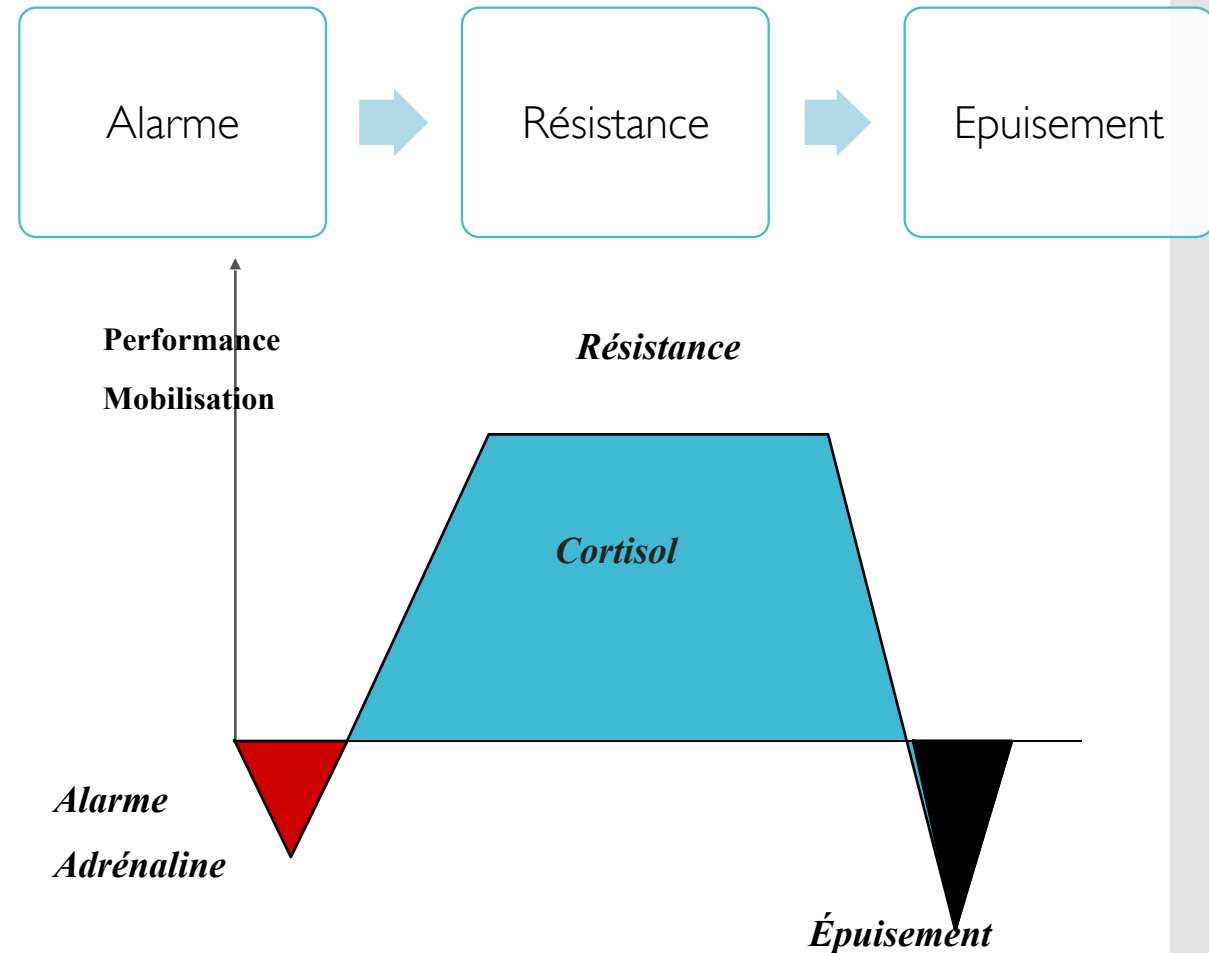 Alarme
Résistance
Epuisement
Performance
Mobilisation
Résistance
Cortisol
Alarme
Adrénaline
Épuisement